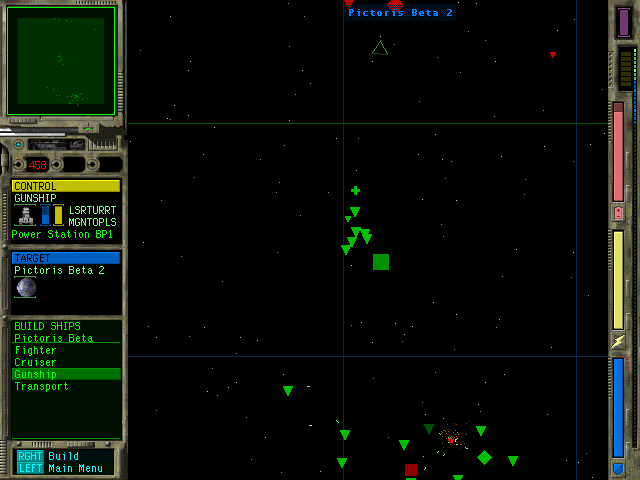 Pictoris Beta 2
458
CONTROL
GUNSHIP
LSRTURRT
MGNTOPLS
Power Station BP1
TARGET
Pictoris Beta 2
BUILD SHIPS
Pictoris Beta
Fighter
Cruiser
Gunship
Transport
RGHT Build
LEFT Main Menu